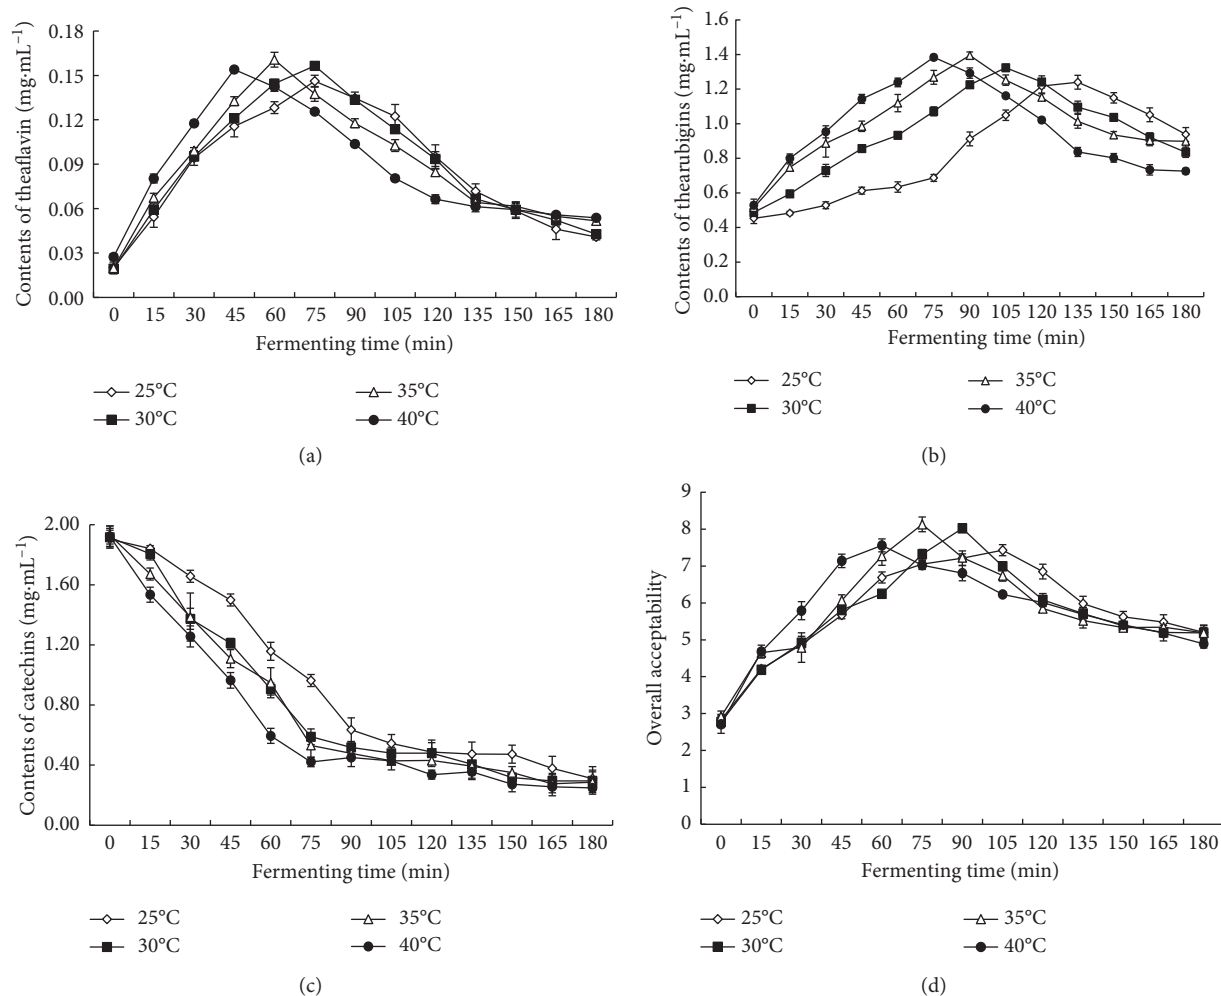 Contents of theaflavin (mg·mL⁻¹)
0.18
0.15
0.12
0.09
0.06
0.03
0.00
0 15 30 45 60 75 90 105 120 135 150 165 180
Fermenting time (min)
25°C 35°C
30°C 40°C
(a)
Contents of thearubigins (mg·mL⁻¹)
1.6
1.4
1.2
1.0
0.8
0.6
0.4
0.2
0.0
0 15 30 45 60 75 90 105 120 135 150 165 180
Fermenting time (min)
25°C 35°C
30°C 40°C
(b)
Contents of catechins (mg·mL⁻¹)
2.00
1.60
1.20
0.80
0.40
0.00
0 15 30 45 60 75 90 105 120 135 150 165 180
Fermenting time (min)
25°C 35°C
30°C 40°C
(c)
Overall acceptability
9
8
7
6
5
4
3
2
1
0
0 15 30 45 60 75 90 105 120 135 150 165 180
Fermenting time (min)
25°C 35°C
30°C 40°C
(d)